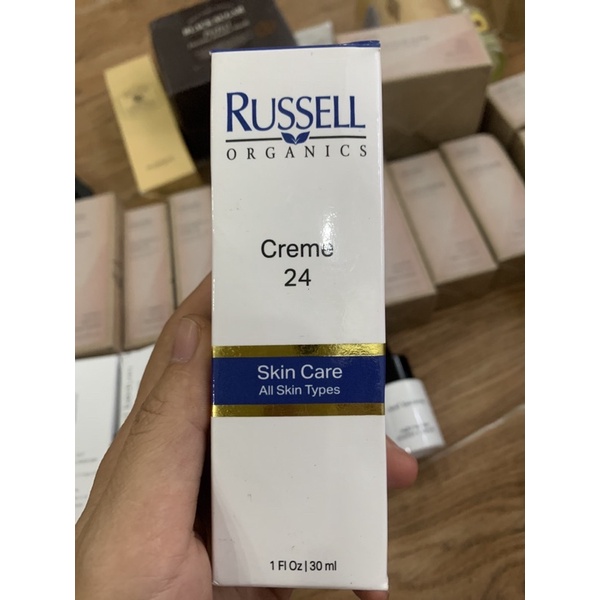 RUSSELL
ORGANICS
Creme
24
Skin Care
All Skin Types
1 Fl Oz | 30 ml